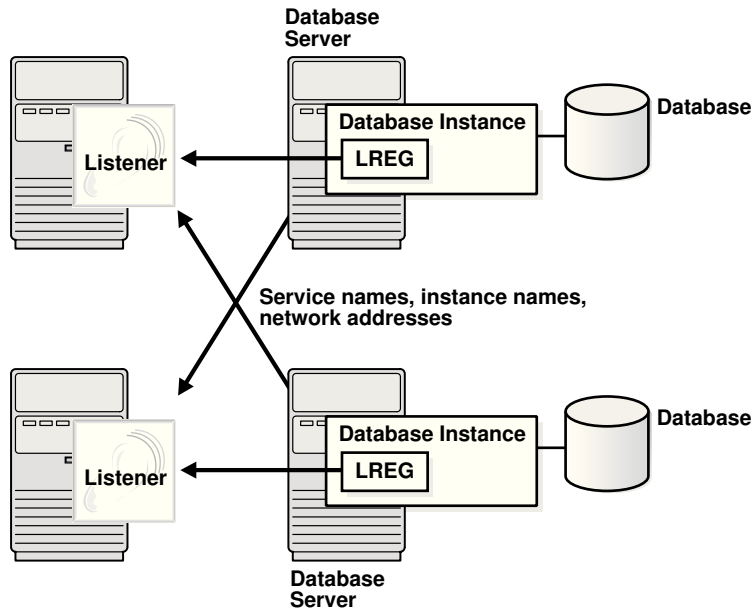 Database
Server
Database
Database Instance
LREG
Listener
Service names, instance names,
network addresses
Database
Database Instance
LREG
Listener
Database
Server